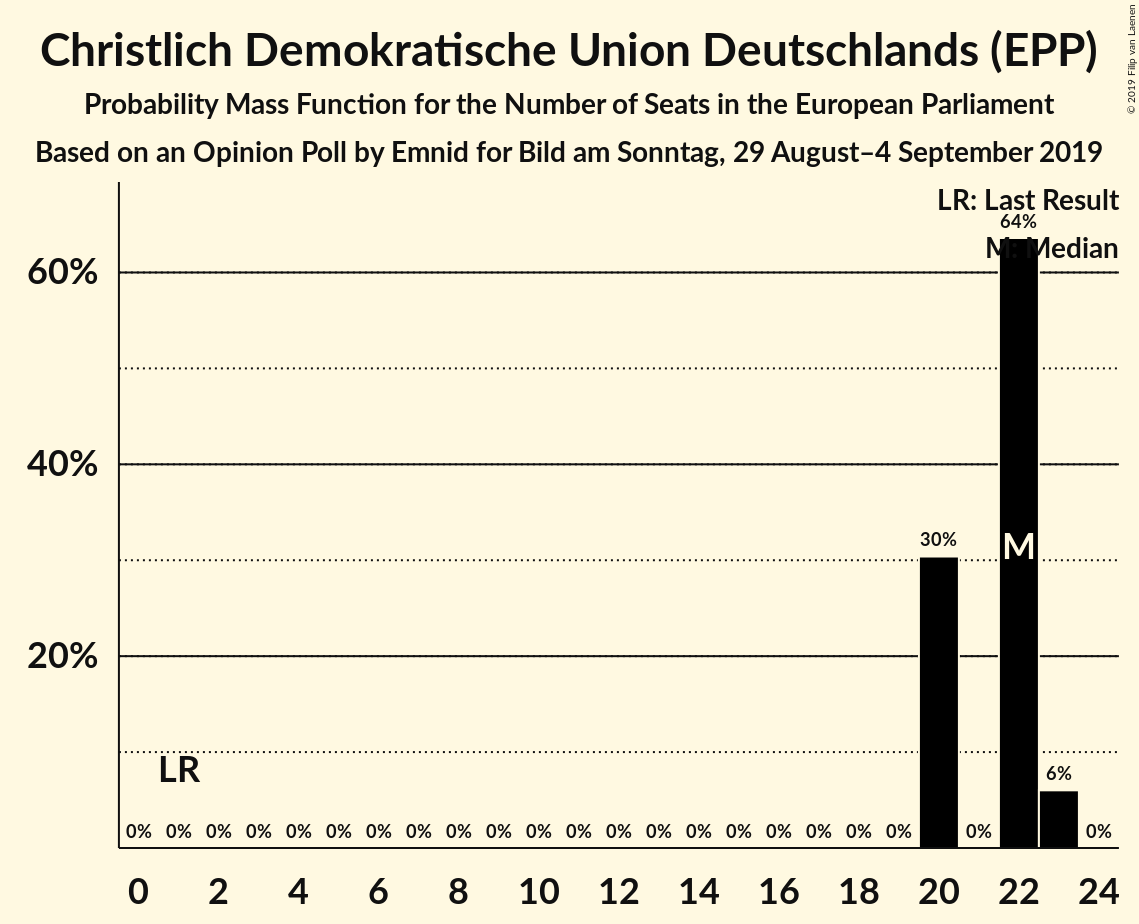 Christlich Demokratische Union Deutschlands (EPP)
Probability Mass Function for the Number of Seats in the European Parliament
Based on an Opinion Poll by Emnid for Bild am Sonntag, 29 August–4 September 2019
© 2019 Filip van Laenen
LR: Last Result
64%
M: Median
60%
40%
30%
M
20%
LR
6%
0% 0% 0% 0% 0% 0% 0% 0% 0% 0% 0% 0% 0% 0% 0% 0% 0% 0% 0% 0% 0% 0%
0 2 4 6 8 10 12 14 16 18 20 22 24